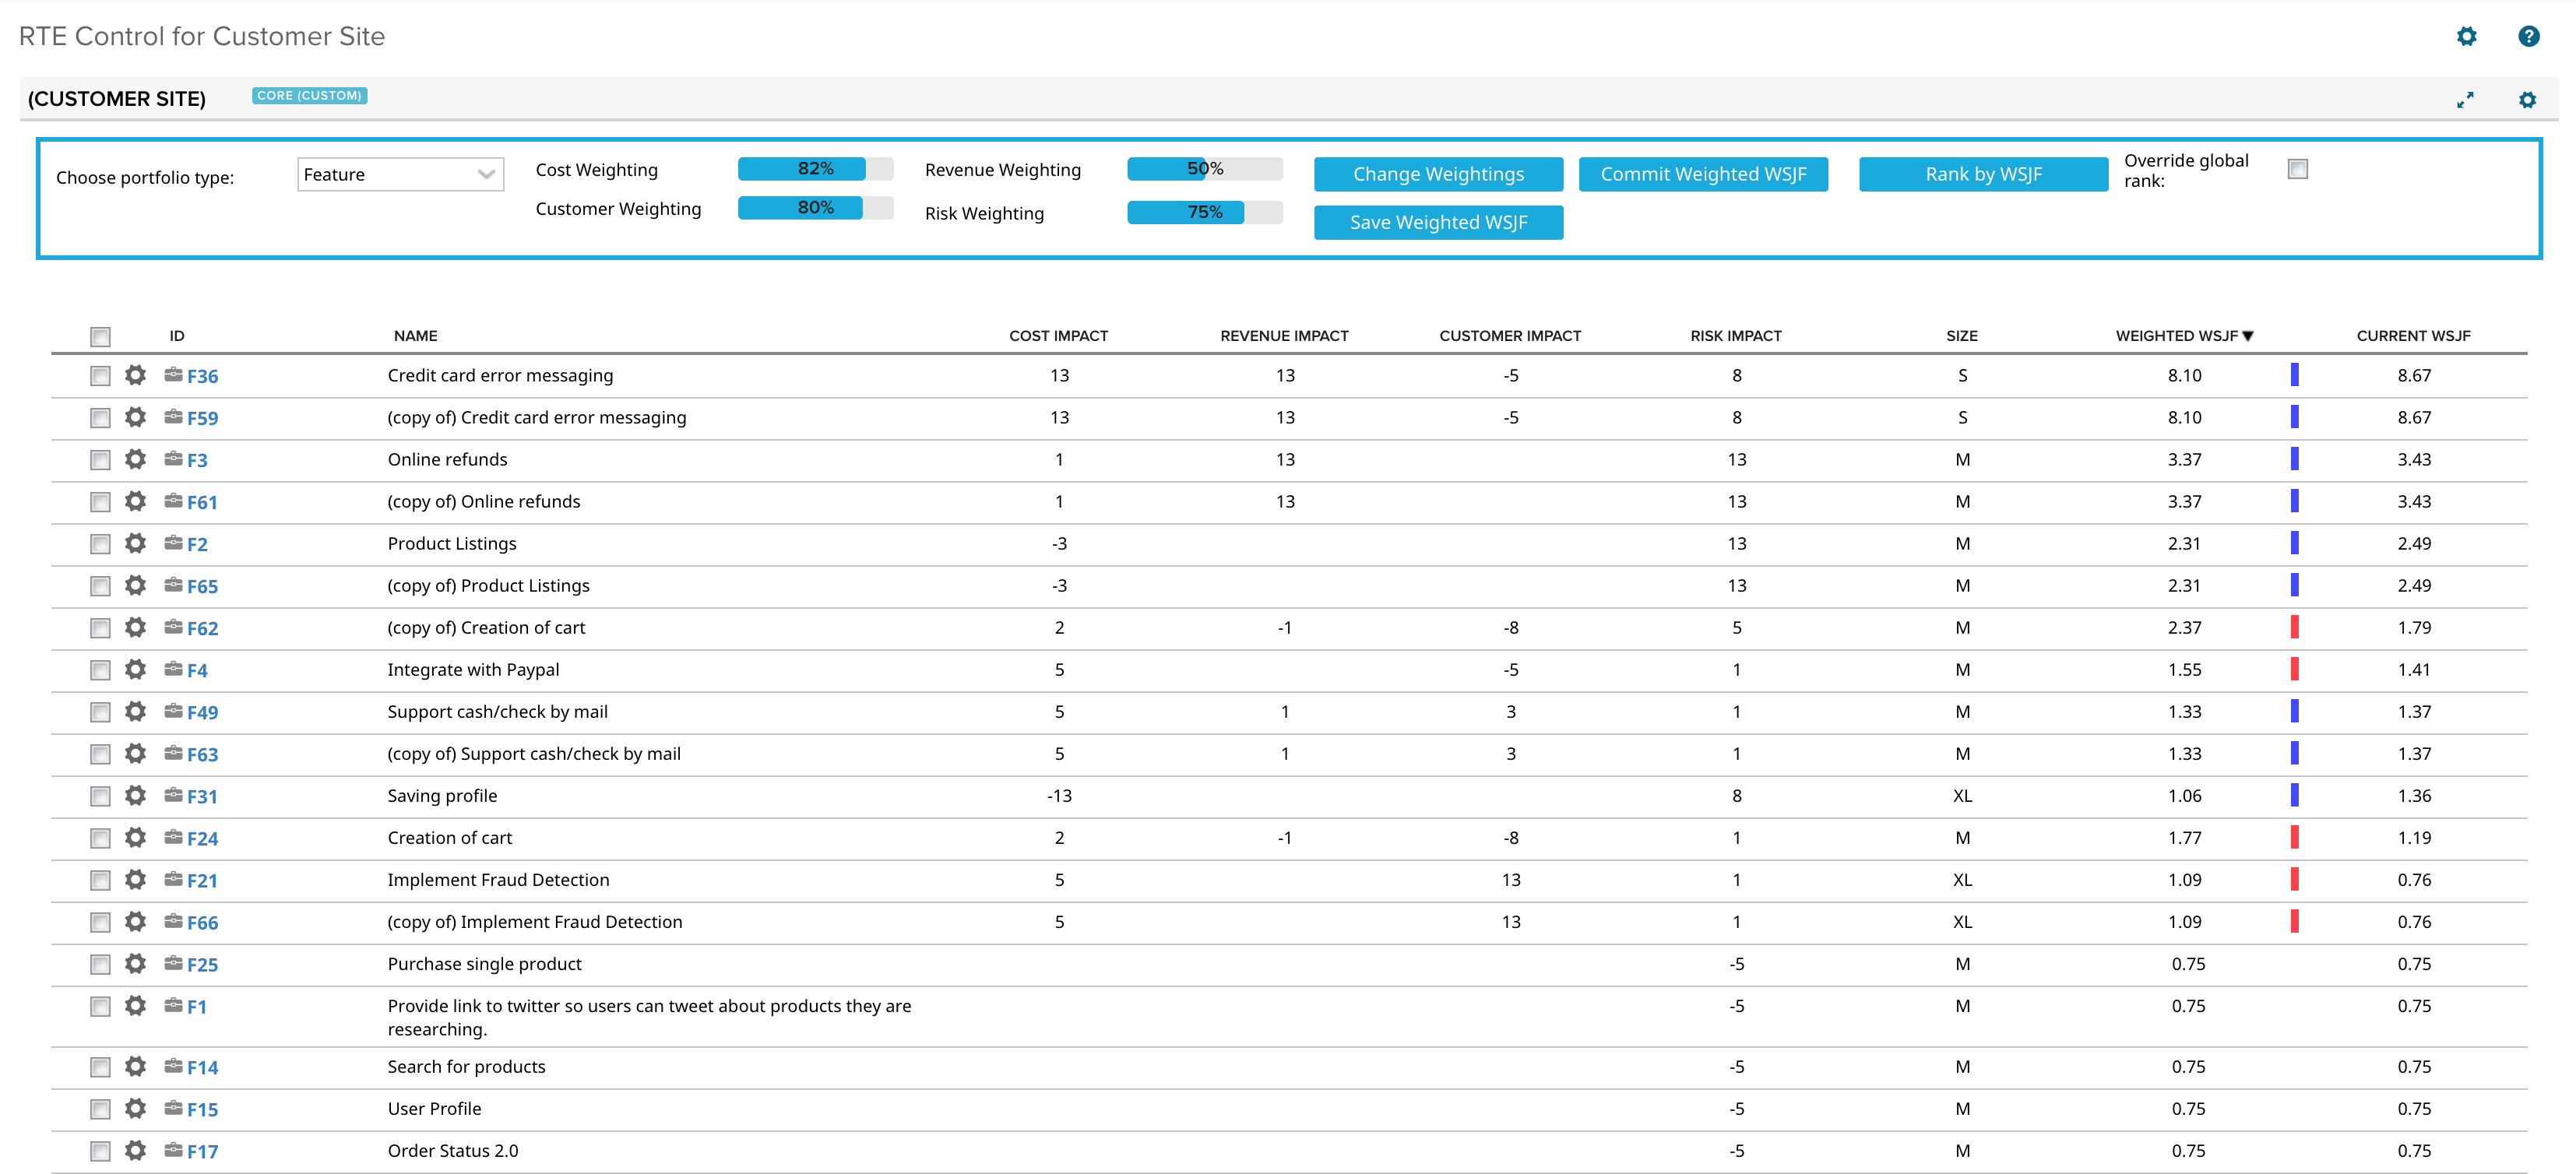 RTE Control for Customer Site
(CUSTOMER SITE) CORE (CUSTOM)
Choose portfolio type: Feature Cost Weighting 82% Revenue Weighting 50% Change Weightings Commit Weighted WSJF Rank by WSJF Override global rank:
Customer Weighting 80% Risk Weighting 75% Save Weighted WSJF
ID NAME COST IMPACT REVENUE IMPACT CUSTOMER IMPACT RISK IMPACT SIZE WEIGHTED WSJF▼ CURRENT WSJF
F36 Credit card error messaging 13 13 -5 8 S 8.10 8.67
F59 (copy of) Credit card error messaging 13 13 -5 8 S 8.10 8.67
F3 Online refunds 1 13 13 M 3.37 3.43
F61 (copy of) Online refunds 1 13 13 M 3.37 3.43
F2 Product Listings -3 13 M 2.31 2.49
F65 (copy of) Product Listings -3 13 M 2.31 2.49
F62 (copy of) Creation of cart 2 -1 -8 5 M 2.37 1.79
F4 Integrate with Paypal 5 -5 1 M 1.55 1.41
F49 Support cash/check by mail 5 1 3 1 M 1.33 1.37
F63 (copy of) Support cash/check by mail 5 1 3 1 M 1.33 1.37
F31 Saving profile -13 8 XL 1.06 1.36
F24 Creation of cart 2 -1 -8 1 M 1.77 1.19
F21 Implement Fraud Detection 5 13 1 XL 1.09 0.76
F66 (copy of) Implement Fraud Detection 5 13 1 XL 1.09 0.76
F25 Purchase single product -5 M 0.75 0.75
F1 Provide link to twitter so users can tweet about products they are -5 M 0.75 0.75
researching.
F14 Search for products -5 M 0.75 0.75
F15 User Profile -5 M 0.75 0.75
F17 Order Status 2.0 -5 M 0.75 0.75